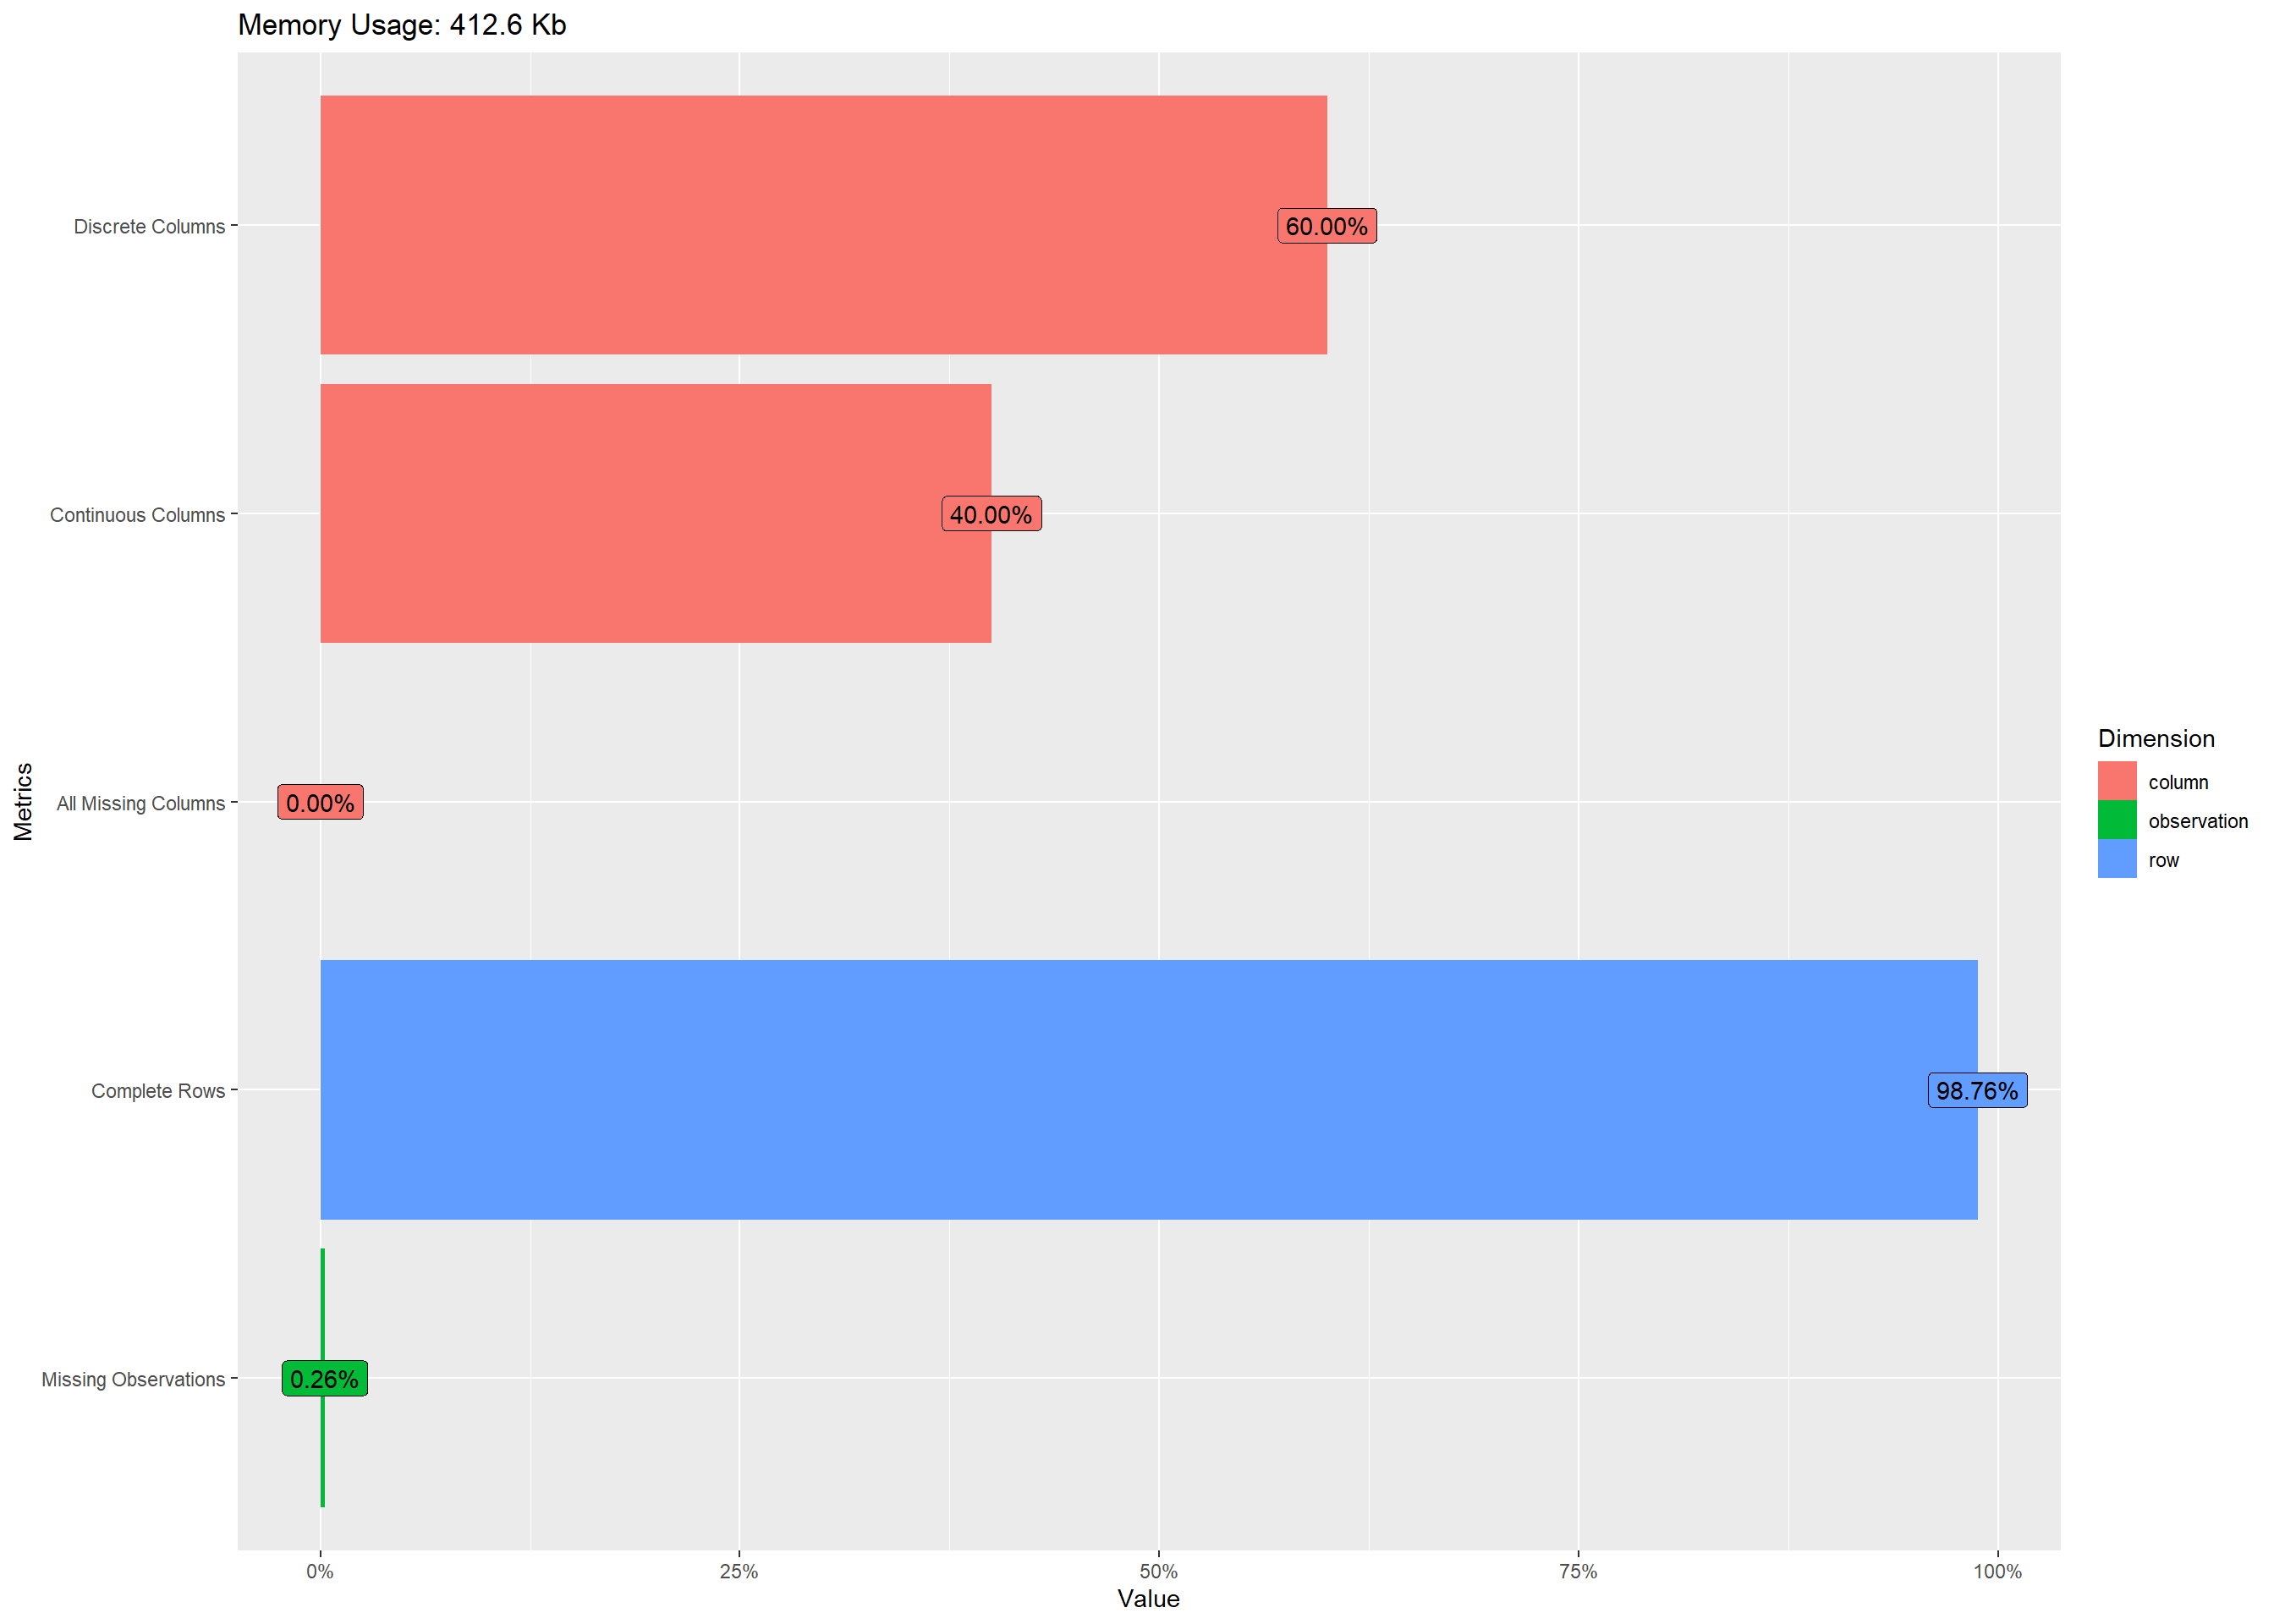 Memory Usage: 412.6 Kb
Discrete Columns
60.00%
Continuous Columns
40.00%
All Missing Columns
0.00%
Complete Rows
98.76%
Missing Observations
0.26%
Metrics
0%
25%
50%
75%
100%
Value
Dimension
column
observation
row